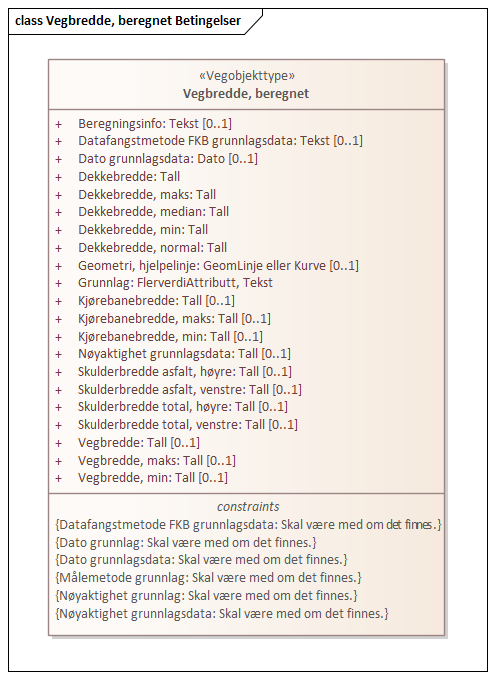 class Vegbredde, beregnet Betingelser
«Vegobjekttype»
Vegbredde, beregnet
+ Beregningsinfo: Tekst [0..1]
+ Datafangstmetode FKB grunnlagsdata: Tekst [0..1]
+ Dato grunnlagsdata: Dato [0..1]
+ Dekkebredde: Tall
+ Dekkebredde, maks: Tall
+ Dekkebredde, median: Tall
+ Dekkebredde, min: Tall
+ Dekkebredde, normal: Tall
+ Geometri, hjelpelinje: GeomLinje eller Kurve [0..1]
+ Grunnlag: FlerverdiAttributt, Tekst
+ Kjørebanebredde: Tall [0..1]
+ Kjørebanebredde, maks: Tall [0..1]
+ Kjørebanebredde, min: Tall [0..1]
+ Nøyaktighet grunnlagsdata: Tall [0..1]
+ Skulderbredde asfalt, høyre: Tall [0..1]
+ Skulderbredde asfalt, venstre: Tall [0..1]
+ Skulderbredde total, høyre: Tall [0..1]
+ Skulderbredde total, venstre: Tall [0..1]
+ Vegbredde: Tall [0..1]
+ Vegbredde, maks: Tall [0..1]
+ Vegbredde, min: Tall [0..1]
constraints
{Datafangstmetode FKB grunnlagsdata: Skal være med om det finnes.}
{Dato grunnlag: Skal være med om det finnes.}
{Dato grunnlagsdata: Skal være med om det finnes.}
{Målemetode grunnlag: Skal være med om det finnes.}
{Nøyaktighet grunnlag: Skal være med om det finnes.}
{Nøyaktighet grunnlagsdata: Skal være med om det finnes.}